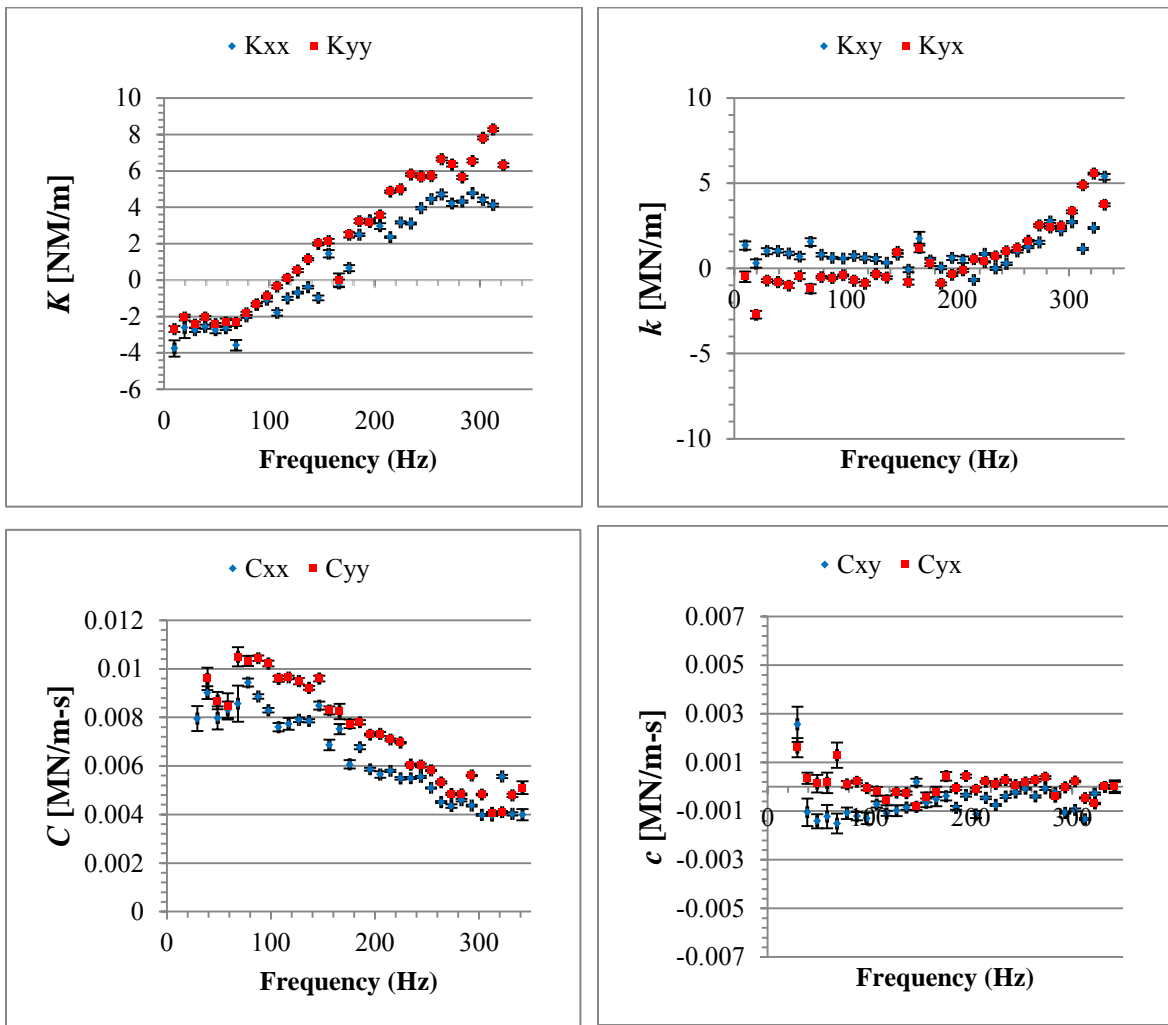 Kxx Kyy
K [NM/m]
10
8
6
4
2
0
-2
-4
-6
0 100 200 300
Frequency (Hz)
Kxy Kyx
k [MN/m]
10
5
0
-5
-10
0 100 200 300
Frequency (Hz)
Cxx Cyy
C [MN/m-s]
0.012
0.01
0.008
0.006
0.004
0.002
0
0 100 200 300
Frequency (Hz)
Cxy Cyx
c [MN/m-s]
0.007
0.005
0.003
0.001
-0.001
-0.003
-0.005
-0.007
0 100 200 300
Frequency (Hz)